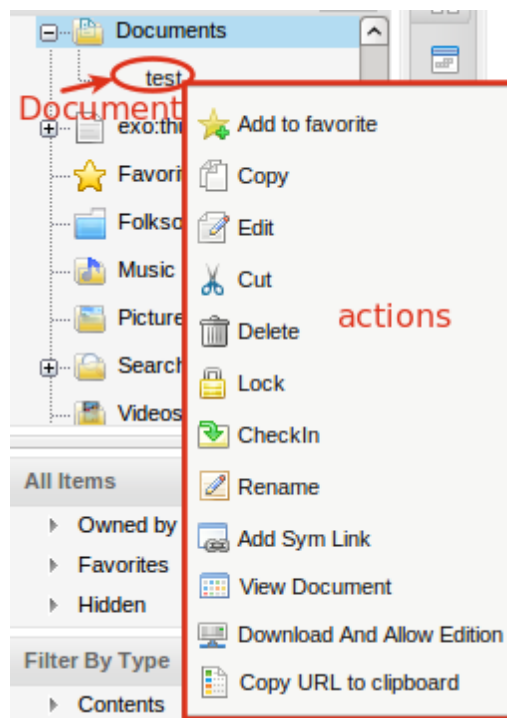 Documents
test
Document
exo:th
Add to favorite
Favori
Copy
Folkso
Edit
Music
Cut
Picture
Delete
actions
Search
Lock
Videos
CheckIn
All Items
Rename
Owned by
Add Sym Link
Favorites
View Document
Hidden
Download And Allow Edition
Filter By Type
Copy URL to clipboard
Contents